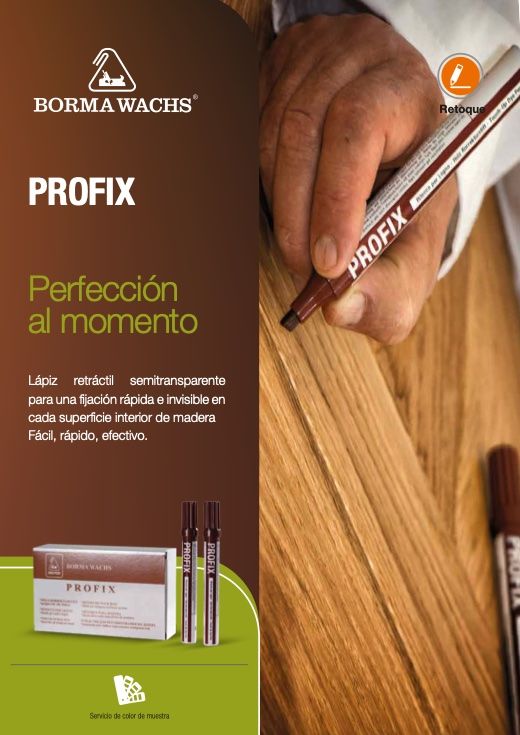 BORMA WACHS®
PROFIX
Perfección
al momento
Lápiz retráctil semitransparente
para una fijación rápida e invisible en
cada superficie interior de madera
Fácil, rápido, efectivo.
Retoque
PROFIX
BORMA WACHS
PROFIX
PROFIX
PROFIX
Servicio de color de muestra